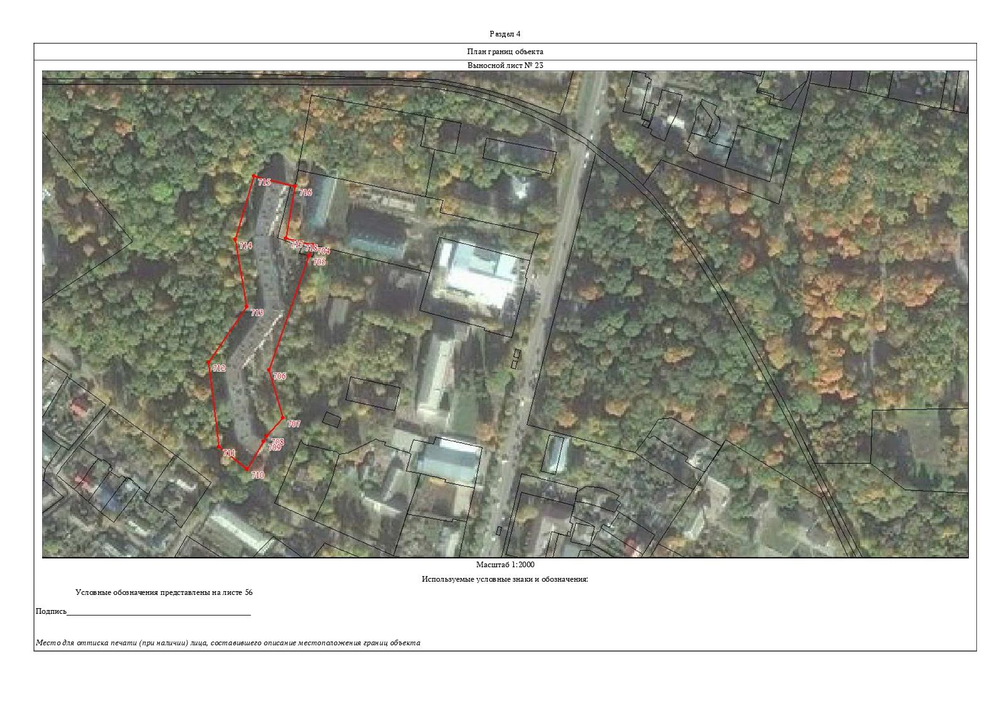 Раздел 4
План границ объекта
Выносной лист № 23
715
716
714
717
718
704
705
713
712
706
707
708
709
711
710
Масштаб 1:2000
Используемые условные знаки и обозначения:
Условные обозначения представлены на листе 56
Подпись
Место для оттиска печати (при наличии) лица, составившего описание местоположения границ объекта